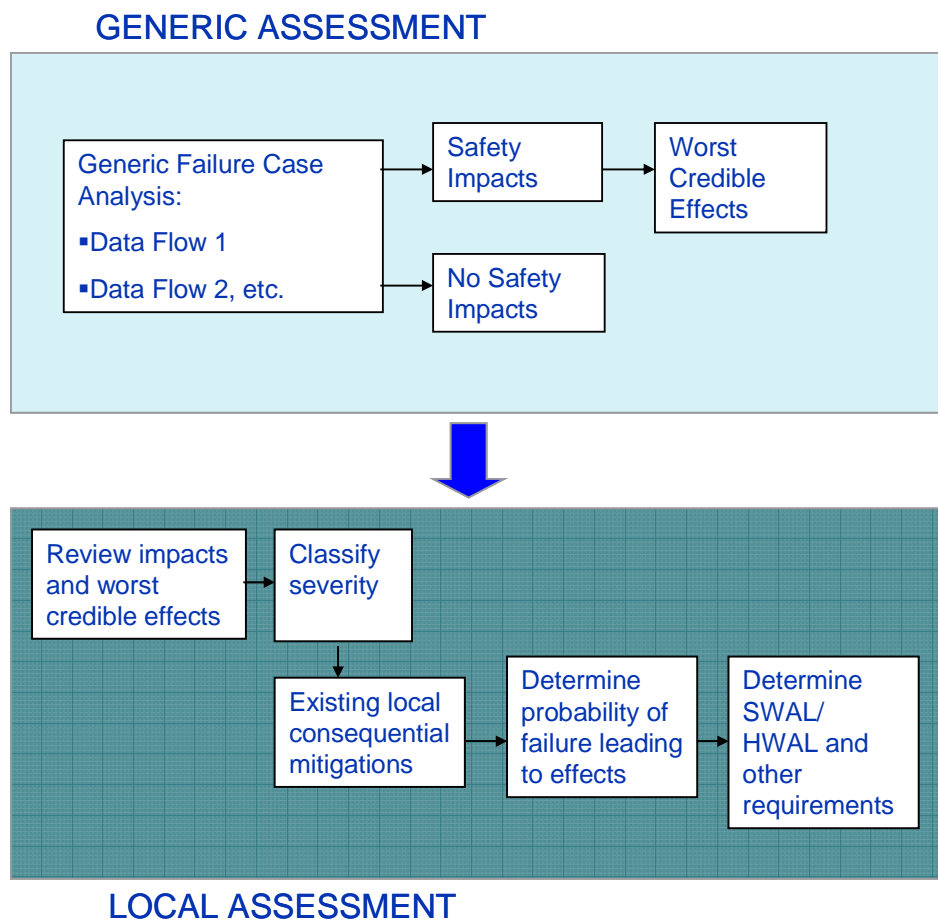 GENERIC ASSESSMENT
Generic Failure Case
Analysis:
▪Data Flow 1
▪Data Flow 2, etc.
Safety
Impacts
Worst
Credible
Effects
No Safety
Impacts
Review impacts
and worst
credible effects
Classify
severity
Existing local
consequential
mitigations
Determine
probability of
failure leading
to effects
Determine
SWAL/
HWAL and
other
requirements
LOCAL ASSESSMENT